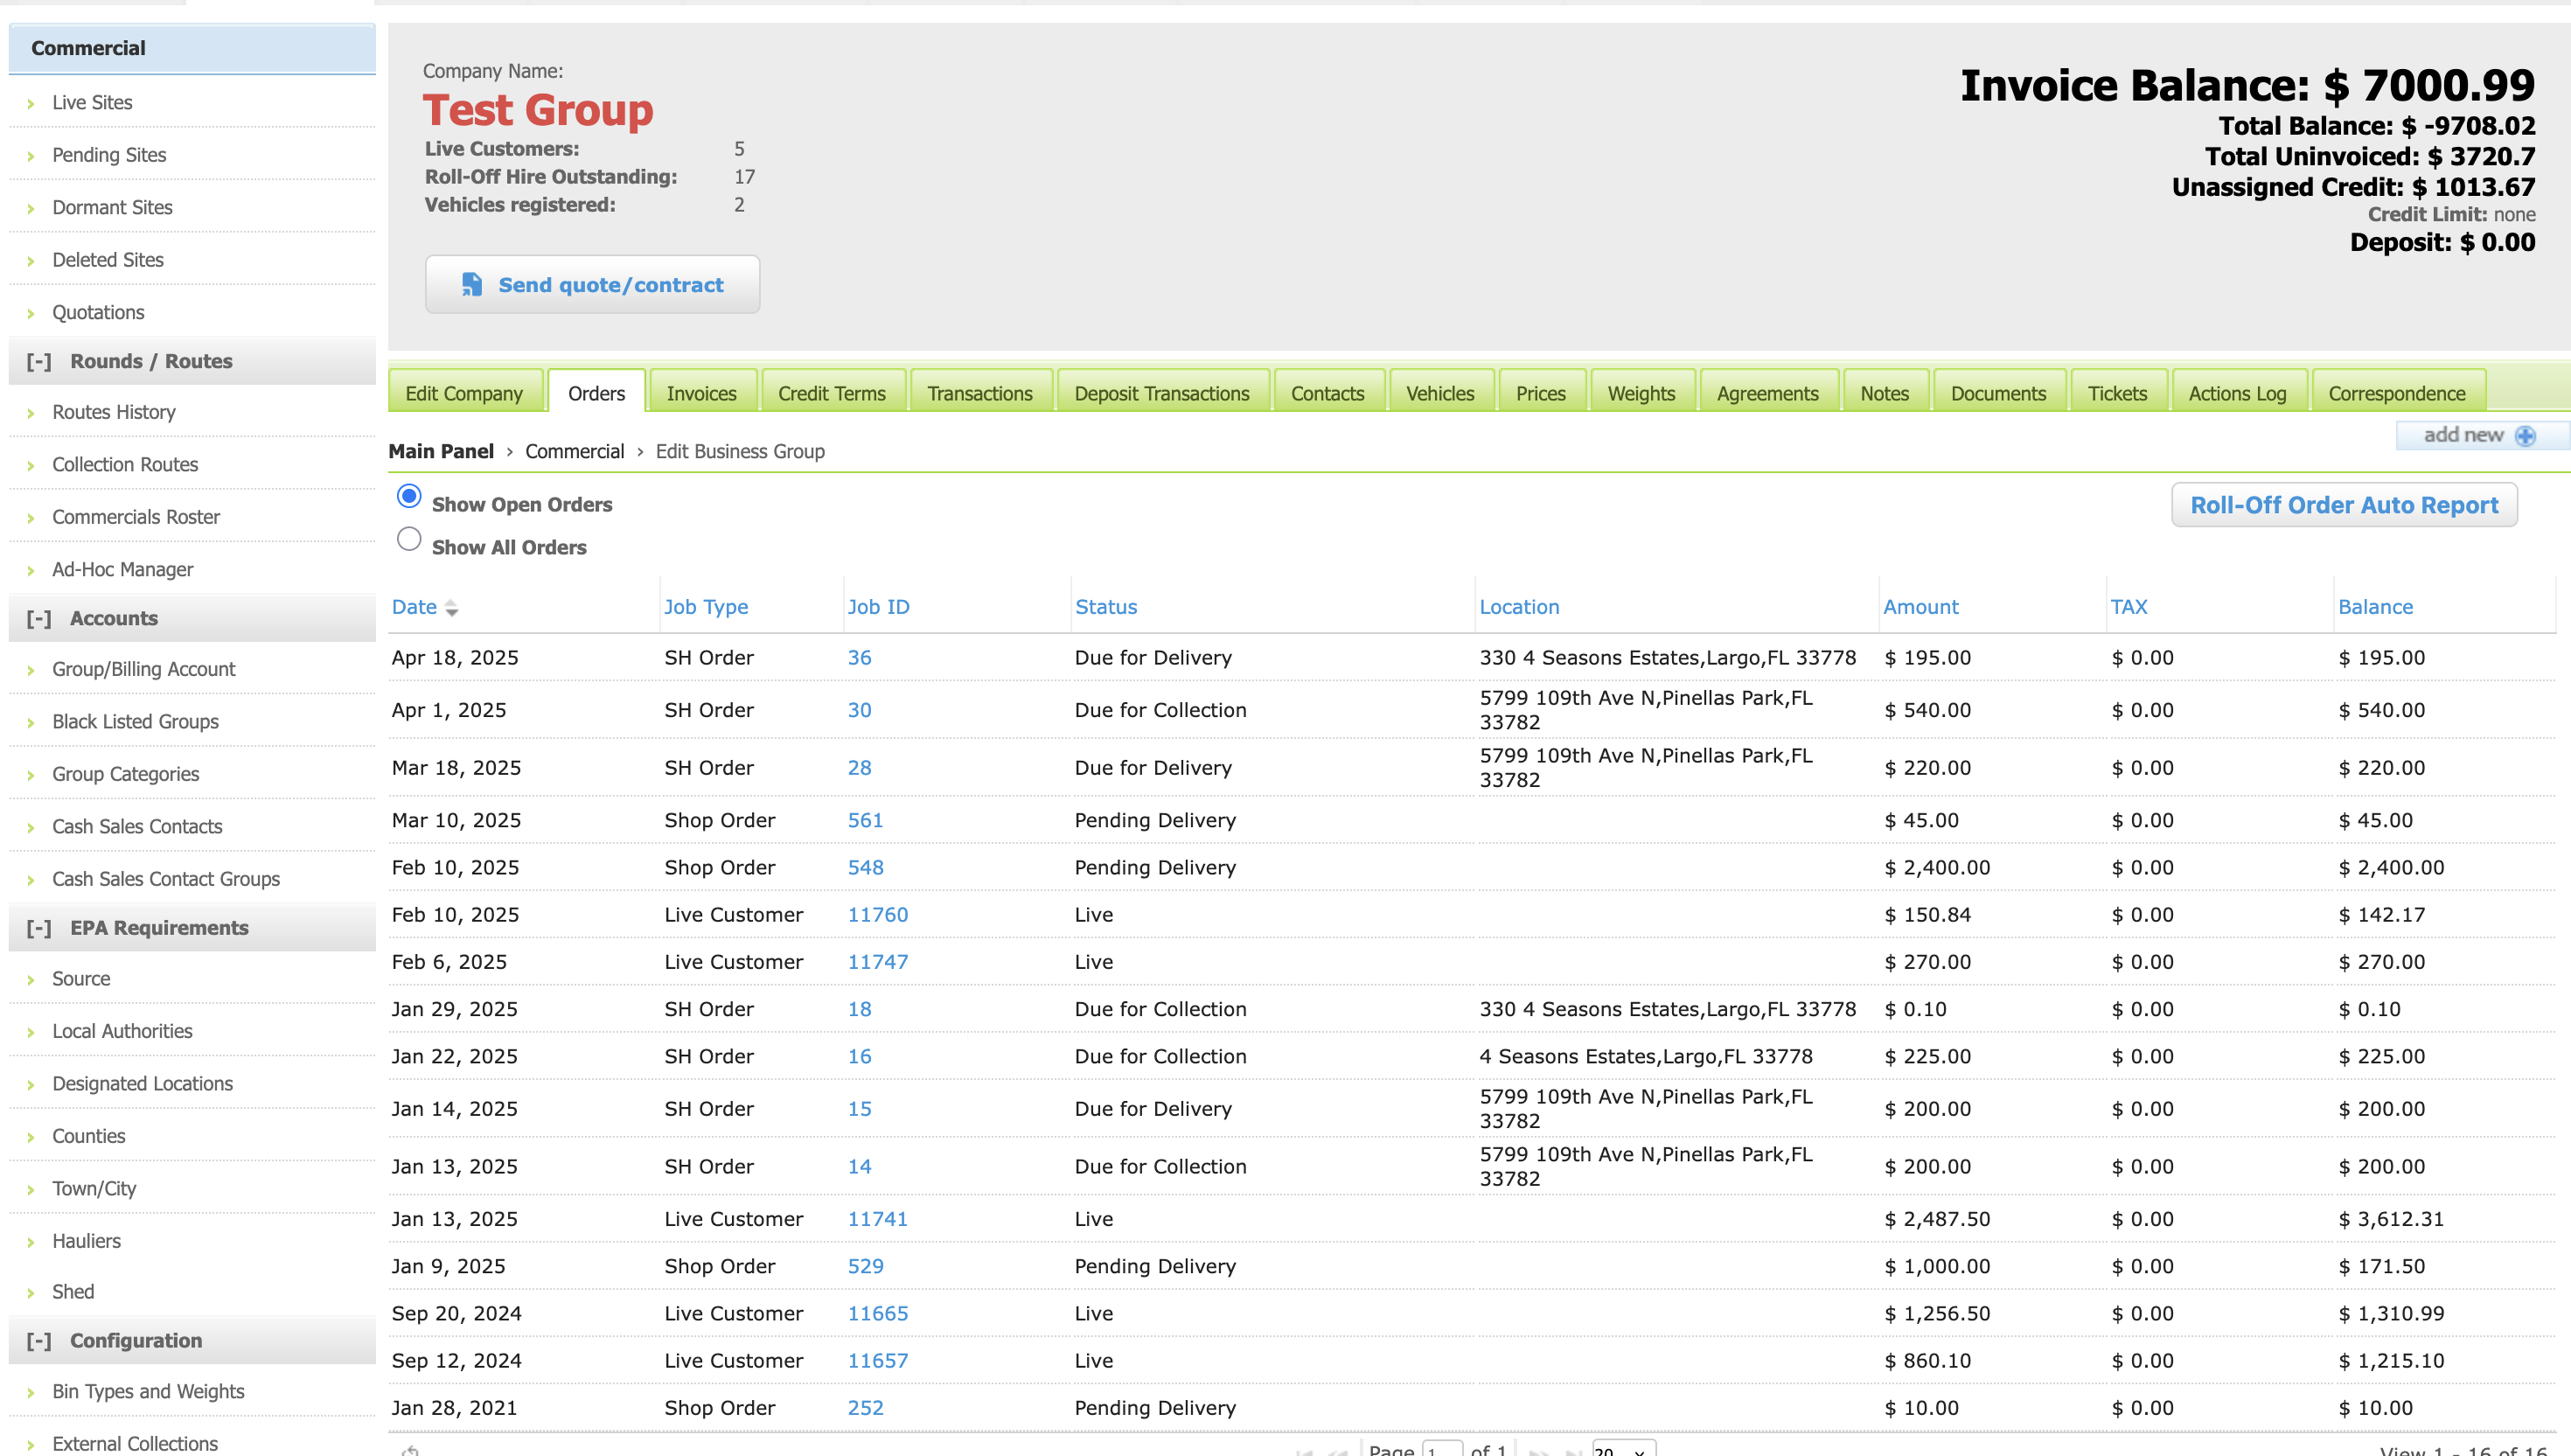 Commercial
Live Sites
Pending Sites
Dormant Sites
Deleted Sites
Quotations
[-] Rounds / Routes
Routes History
Collection Routes
Commercials Roster
Ad-Hoc Manager
[-] Accounts
Group/Billing Account
Black Listed Groups
Group Categories
Cash Sales Contacts
Cash Sales Contact Groups
[-] EPA Requirements
Source
Local Authorities
Designated Locations
Counties
Town/City
Hauliers
Shed
[-] Configuration
Bin Types and Weights
External Collections
Company Name:
Test Group
Live Customers: 5
Roll-Off Hire Outstanding: 17
Vehicles registered: 2
Send quote/contract
Invoice Balance: $ 7000.99
Total Balance: $ -9708.02
Total Uninvoiced: $ 3720.7
Unassigned Credit: $ 1013.67
Credit Limit: none
Deposit: $ 0.00
Edit Company Orders Invoices Credit Terms Transactions Deposit Transactions Contacts Vehicles Prices Weights Agreements Notes Documents Tickets Actions Log Correspondence
add new
Main Panel › Commercial › Edit Business Group
Show Open Orders
Show All Orders
Roll-Off Order Auto Report
Date Job Type Job ID Status Location Amount TAX Balance
Apr 18, 2025 SH Order 36 Due for Delivery 330 4 Seasons Estates,Largo,FL 33778 $ 195.00 $ 0.00 $ 195.00
Apr 1, 2025 SH Order 30 Due for Collection 5799 109th Ave N,Pinellas Park,FL 33782 $ 540.00 $ 0.00 $ 540.00
Mar 18, 2025 SH Order 28 Due for Delivery 5799 109th Ave N,Pinellas Park,FL 33782 $ 220.00 $ 0.00 $ 220.00
Mar 10, 2025 Shop Order 561 Pending Delivery $ 45.00 $ 0.00 $ 45.00
Feb 10, 2025 Shop Order 548 Pending Delivery $ 2,400.00 $ 0.00 $ 2,400.00
Feb 10, 2025 Live Customer 11760 Live $ 150.84 $ 0.00 $ 142.17
Feb 6, 2025 Live Customer 11747 Live $ 270.00 $ 0.00 $ 270.00
Jan 29, 2025 SH Order 18 Due for Collection 330 4 Seasons Estates,Largo,FL 33778 $ 0.10 $ 0.00 $ 0.10
Jan 22, 2025 SH Order 16 Due for Collection 4 Seasons Estates,Largo,FL 33778 $ 225.00 $ 0.00 $ 225.00
Jan 14, 2025 SH Order 15 Due for Delivery 5799 109th Ave N,Pinellas Park,FL 33782 $ 200.00 $ 0.00 $ 200.00
Jan 13, 2025 SH Order 14 Due for Collection 5799 109th Ave N,Pinellas Park,FL 33782 $ 200.00 $ 0.00 $ 200.00
Jan 13, 2025 Live Customer 11741 Live $ 2,487.50 $ 0.00 $ 3,612.31
Jan 9, 2025 Shop Order 529 Pending Delivery $ 1,000.00 $ 0.00 $ 171.50
Sep 20, 2024 Live Customer 11665 Live $ 1,256.50 $ 0.00 $ 1,310.99
Sep 12, 2024 Live Customer 11657 Live $ 860.10 $ 0.00 $ 1,215.10
Jan 28, 2021 Shop Order 252 Pending Delivery $ 10.00 $ 0.00 $ 10.00
Page 1 of 1 20 View 1 - 16 of 16